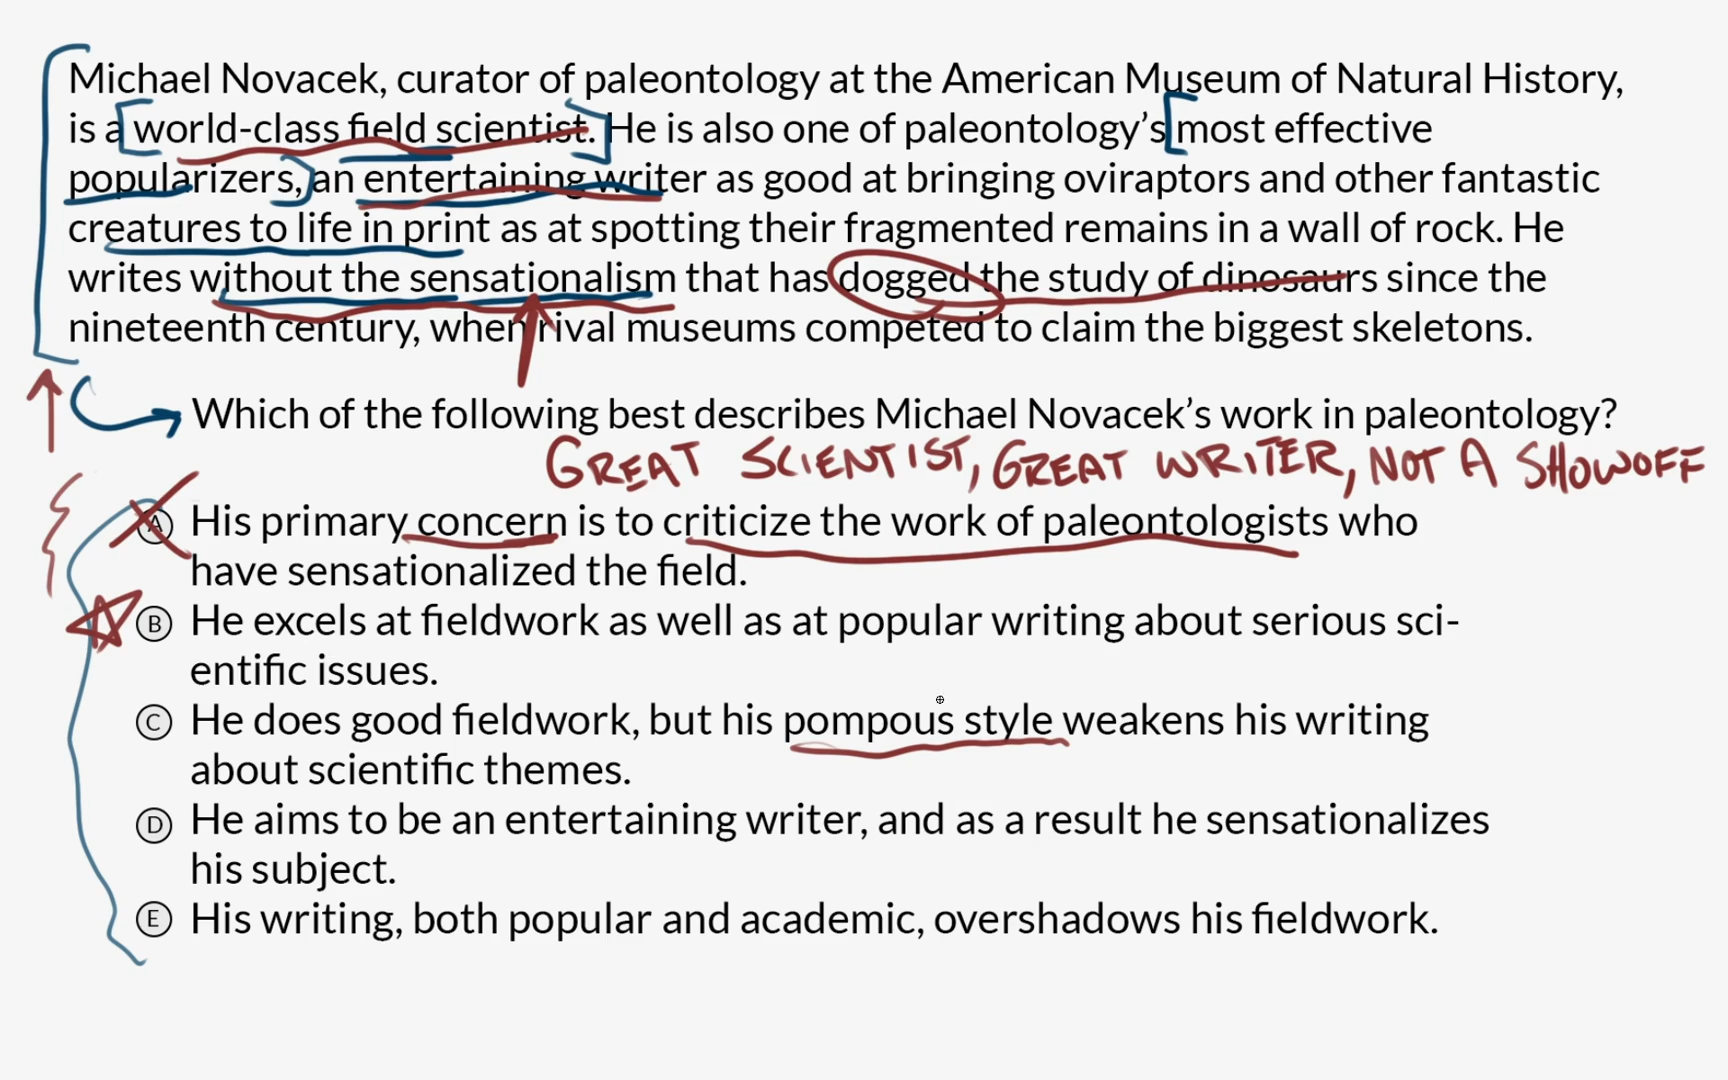 Michael Novacek, curator of paleontology at the American Museum of Natural History,
is a world-class field scientist. He is also one of paleontology's most effective
popularizers, an entertaining writer as good at bringing oviraptors and other fantastic
creatures to life in print as at spotting their fragmented remains in a wall of rock. He
writes without the sensationalism that has dogged the study of dinosaurs since the
nineteenth century, when rival museums competed to claim the biggest skeletons.
Which of the following best describes Michael Novacek's work in paleontology?
GREAT SCIENTIST, GREAT WRITER, NOT A SHOWOFF
A His primary concern is to criticize the work of paleontologists who
have sensationalized the field.
B He excels at fieldwork as well as at popular writing about serious sci-
entific issues.
C He does good fieldwork, but his pompous style weakens his writing
about scientific themes.
D He aims to be an entertaining writer, and as a result he sensationalizes
his subject.
E His writing, both popular and academic, overshadows his fieldwork.